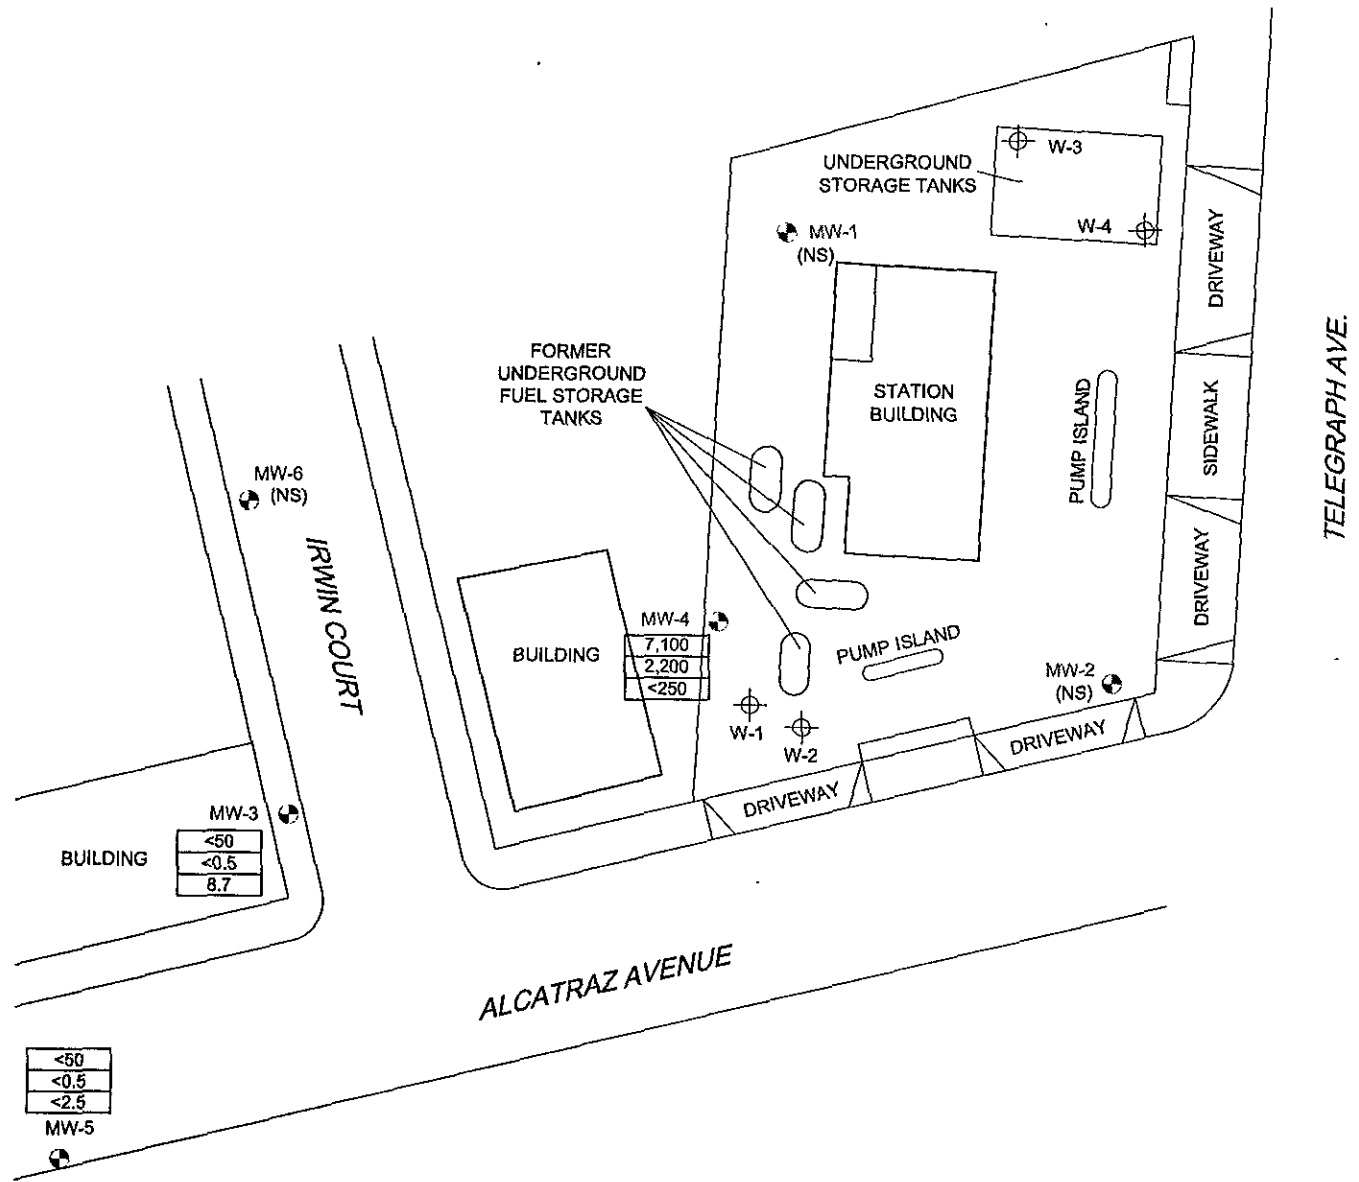 W-3
UNDERGROUND
STORAGE TANKS
W-4
MW-1
(NS)
DRIVEWAY
TELEGRAPH AVE.
FORMER
UNDERGROUND
FUEL STORAGE
TANKS
STATION
BUILDING
PUMP ISLAND
SIDEWALK
MW-6
(NS)
IRWIN COURT
DRIVEWAY
MW-4
7,100
2,200
<250
BUILDING
PUMP ISLAND
MW-2
(NS)
W-1
W-2
DRIVEWAY
DRIVEWAY
MW-3
<50
<0.5
8.7
BUILDING
ALCATRAZ AVENUE
<50
<0.5
<2.5
MW-5